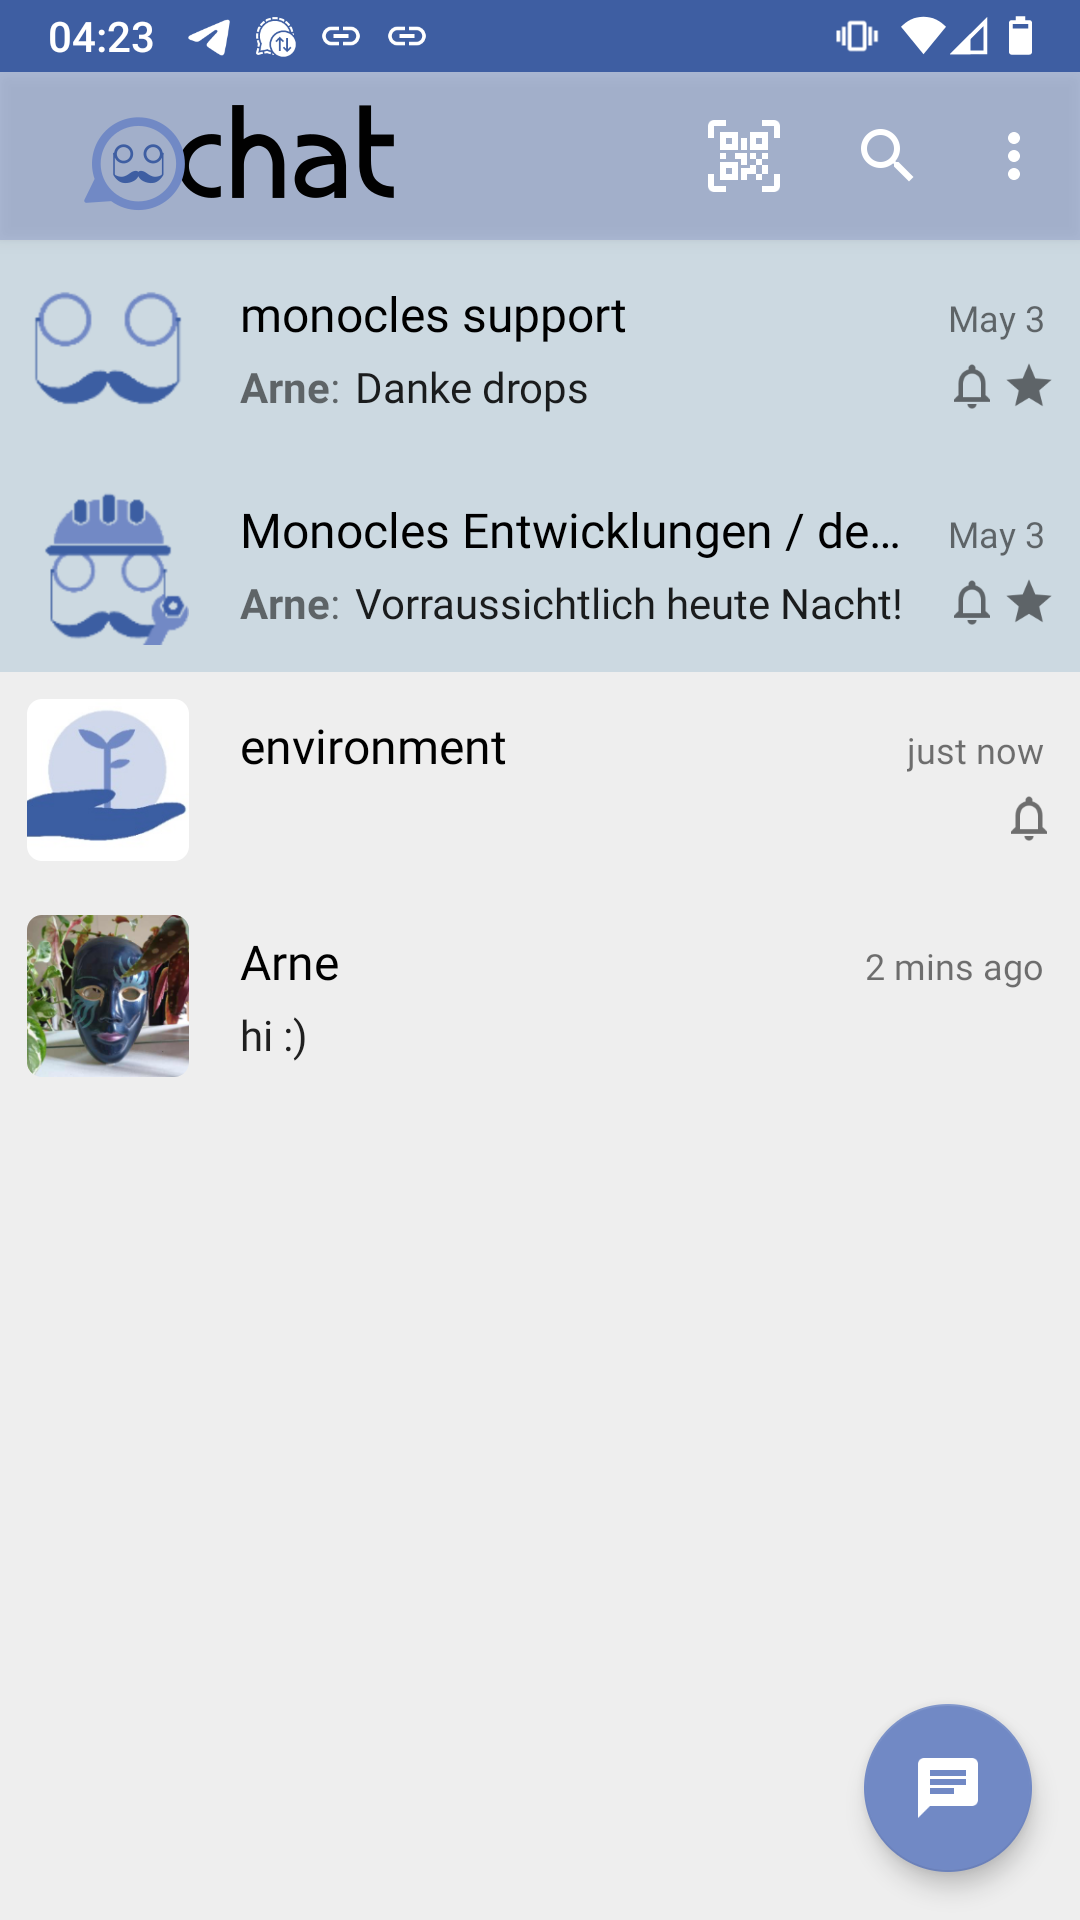 04:23
chat
monocles support
May 3
Arne: Danke drops
Monocles Entwicklungen / de...
May 3
Arne: Vorraussichtlich heute Nacht!
environment
just now
Arne
2 mins ago
hi :)